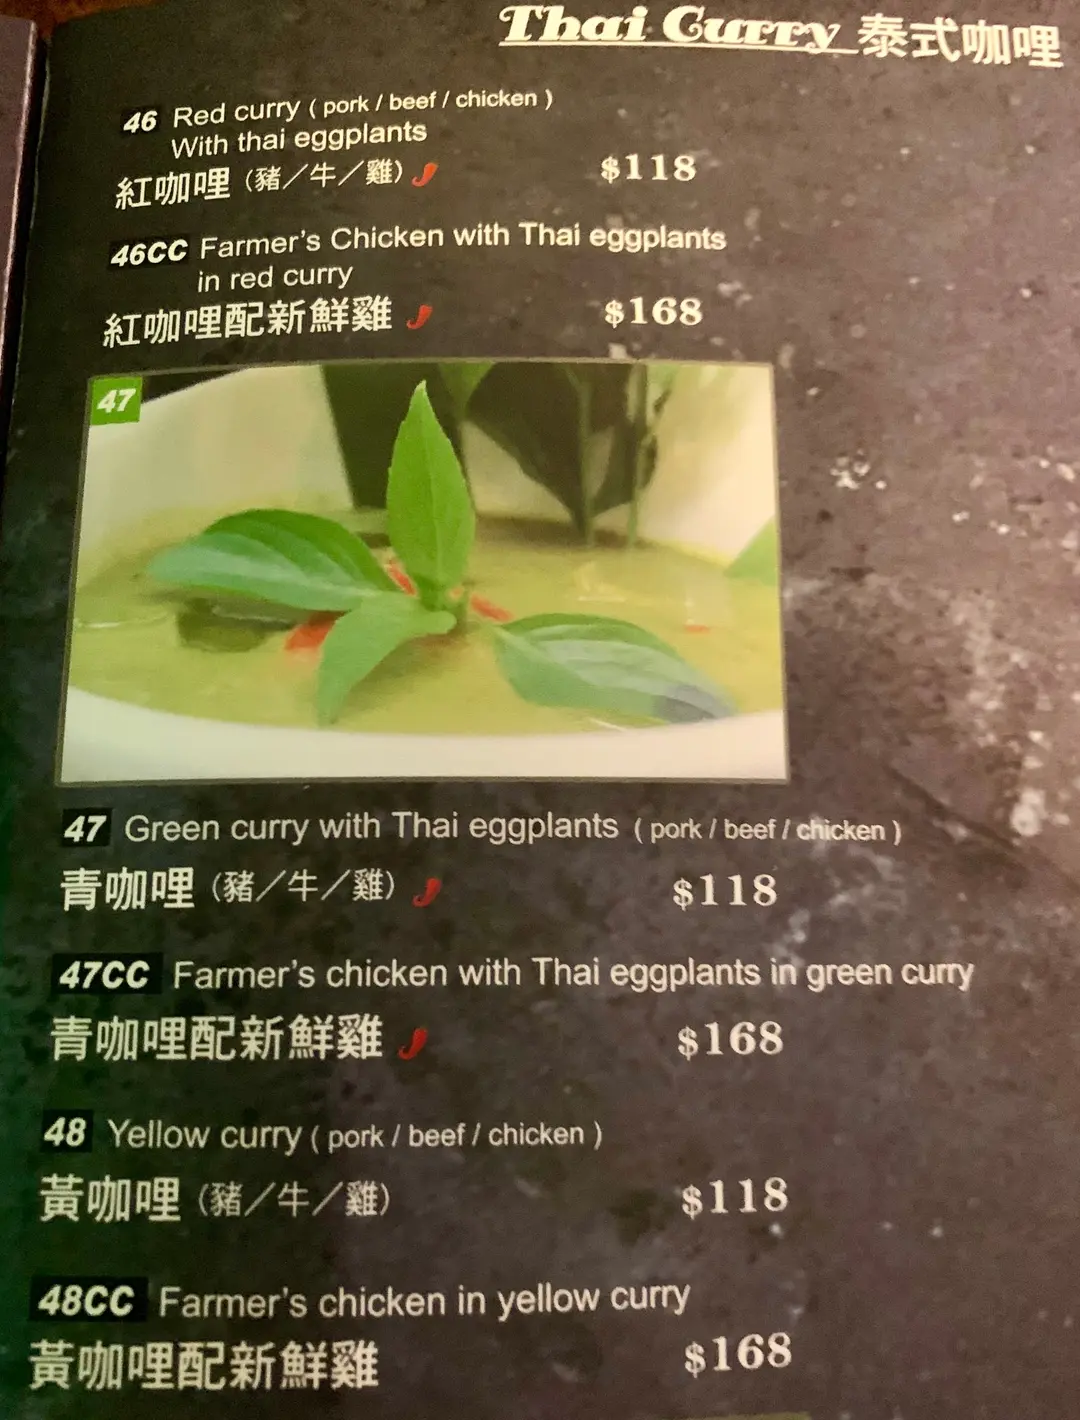 Thai Curry 泰式咖哩
46 Red curry ( pork / beef / chicken )
With thai eggplants
紅咖哩 (豬／牛／雞)
$118
46CC Farmer's Chicken with Thai eggplants
in red curry
紅咖哩配新鮮雞
$168
47
47 Green curry with Thai eggplants ( pork / beef / chicken )
青咖哩 (豬／牛／雞)
$118
47CC Farmer's chicken with Thai eggplants in green curry
青咖哩配新鮮雞
$168
48 Yellow curry ( pork / beef / chicken )
黃咖哩 (豬／牛／雞)
$118
48CC Farmer's chicken in yellow curry
黃咖哩配新鮮雞
$168